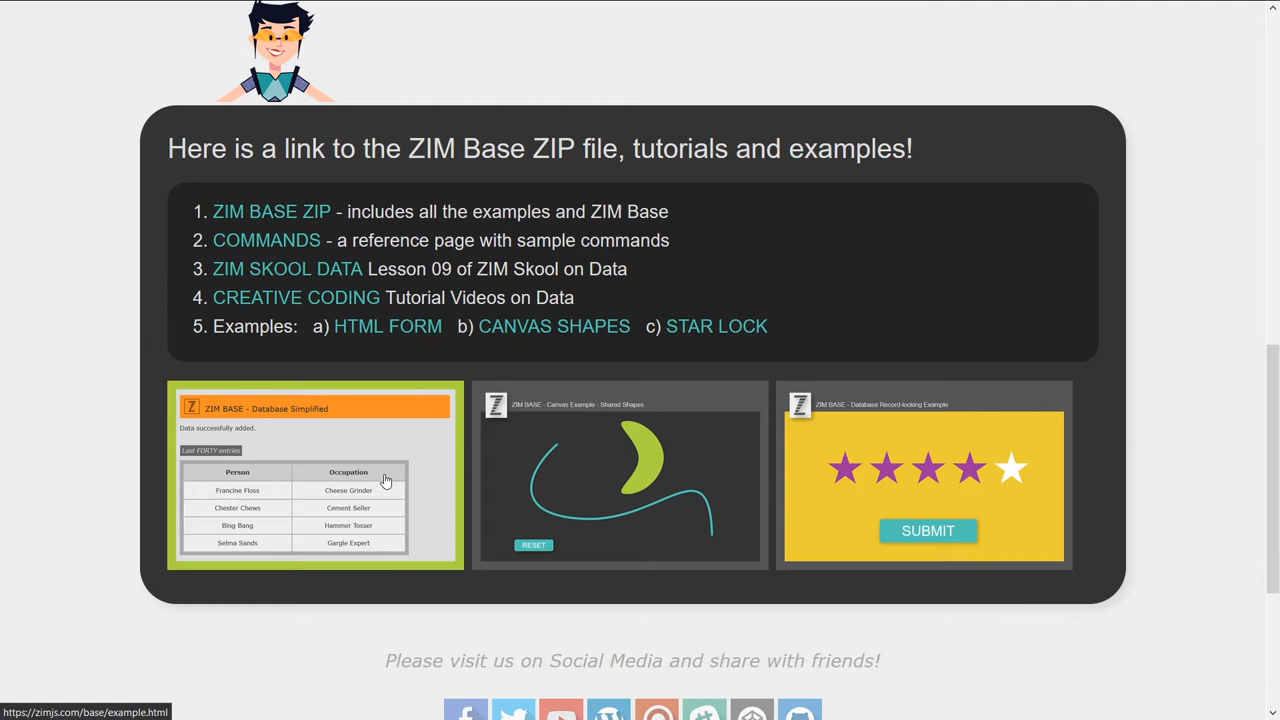 Here is a link to the ZIM Base ZIP file, tutorials and examples!
1. ZIM BASE ZIP - includes all the examples and ZIM Base
2. COMMANDS - a reference page with sample commands
3. ZIM SKOOL DATA Lesson 09 of ZIM Skool on Data
4. CREATIVE CODING Tutorial Videos on Data
5. Examples: a) HTML FORM b) CANVAS SHAPES c) STAR LOCK
ZIM BASE - Database Simplified
Data successfully added.
Last FORTY entries
Person Occupation
Francine Floss Cheese Grinder
Chester Chews Cement Seller
Bing Bang Hammer Tosser
Selma Sands Gargle Expert
ZIM BASE - Canvas Example - Shared Shapes
RESET
ZIM BASE - Database Record-locking Example
SUBMIT
Please visit us on Social Media and share with friends!
https://zimjs.com/base/example.html